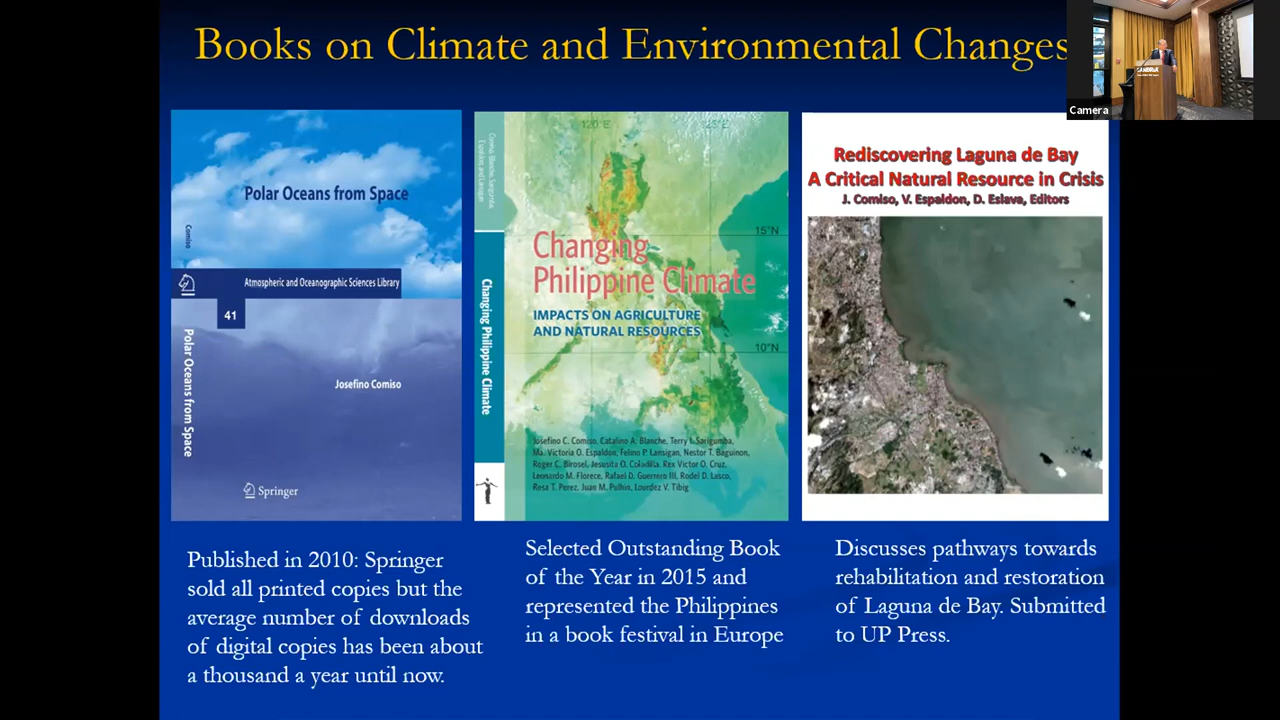 Books on Climate and Environmental Changes
Camera
Polar Oceans from Space
Comiso
Atmospheric and Oceanographic Sciences Library
41
Polar Oceans from Space
Josefino Comiso
Springer
120°E
Comiso, Blanche, Sarigumba,
Espaldon, and Lansigan
15°N
Changing
Philippine Climate
Changing Philippine Climate
IMPACTS ON AGRICULTURE
AND NATURAL RESOURCES
10°N
Josefino C. Comiso, Catalino A. Blanche, Terry I. Sarigumba,
Ma. Victoria O. Espaldon, Felino P. Lansigan, Nestor T. Baguinon,
Roger C. Birosel, Jesusita O. Coladilla, Rex Victor O. Cruz,
Leonardo M. Florece, Rafael D. Guerrero III, Rodel D. Lasco,
Rosa T. Perez, Juan M. Pulhin, Lourdez V. Tibig
Rediscovering Laguna de Bay
A Critical Natural Resource in Crisis
J. Comiso, V. Espaldon, D. Eslava, Editors
Published in 2010: Springer
sold all printed copies but the
average number of downloads
of digital copies has been about
a thousand a year until now.
Selected Outstanding Book
of the Year in 2015 and
represented the Philippines
in a book festival in Europe
Discusses pathways towards
rehabilitation and restoration
of Laguna de Bay. Submitted
to UP Press.